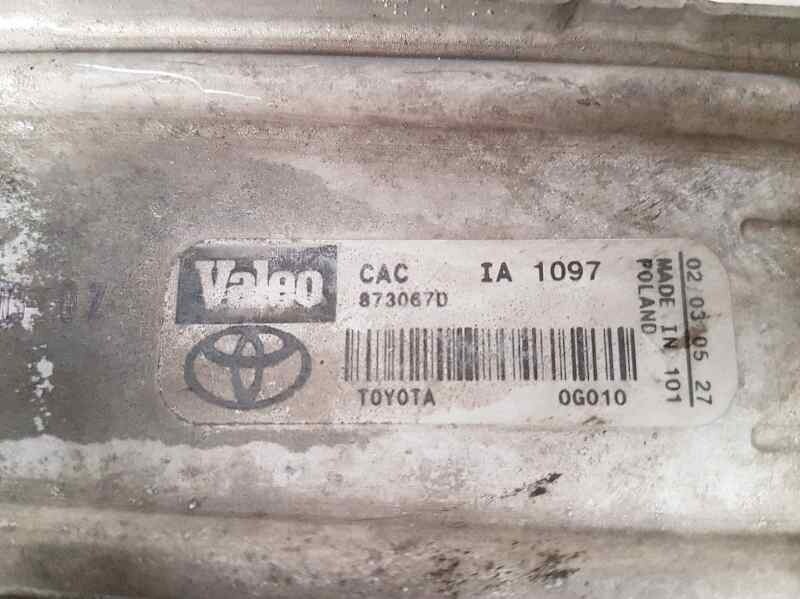 Valeo
CAC IA 1097
873067D
TOYOTA 0G010
02/03/05 27
MADE IN 101
POLAND